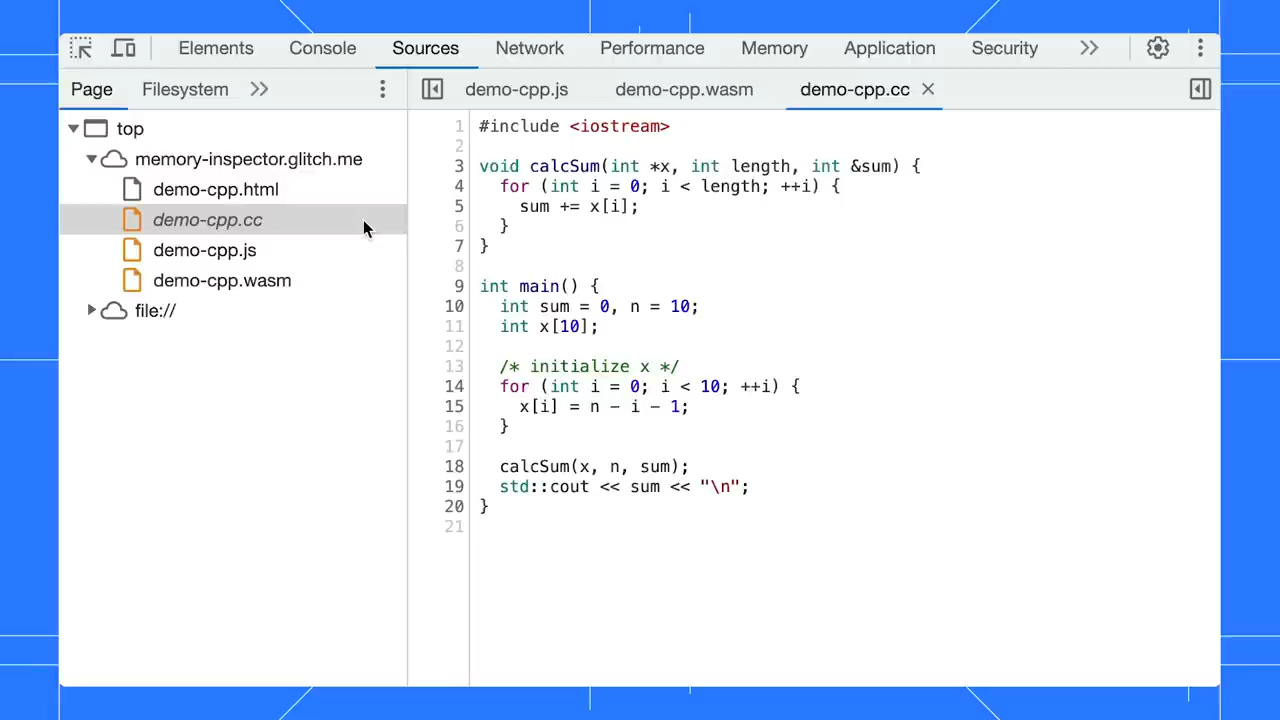 Elements Console Sources Network Performance Memory Application Security
Page Filesystem demo-cpp.js demo-cpp.wasm demo-cpp.cc
top
memory-inspector.glitch.me
demo-cpp.html
demo-cpp.cc
demo-cpp.js
demo-cpp.wasm
file://
1 #include <iostream>
2
3 void calcSum(int *x, int length, int &sum) {
4   for (int i = 0; i < length; ++i) {
5     sum += x[i];
6   }
7 }
8
9 int main() {
10   int sum = 0, n = 10;
11   int x[10];
12
13   /* initialize x */
14   for (int i = 0; i < 10; ++i) {
15     x[i] = n - i - 1;
16   }
17
18   calcSum(x, n, sum);
19   std::cout << sum << "\n";
20 }
21